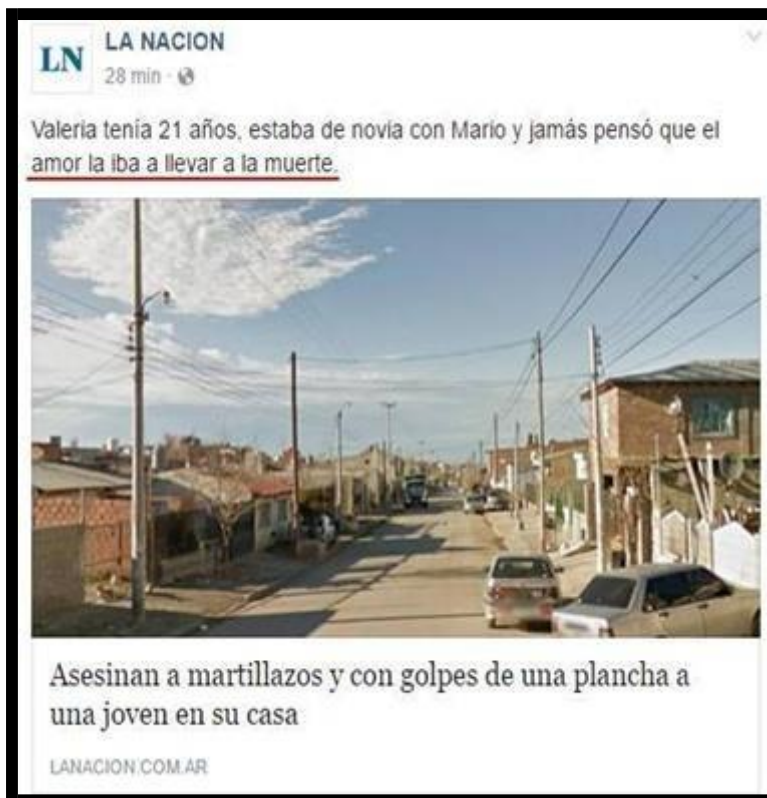 LN
LA NACION
28 min
Valeria tenía 21 años, estaba de novia con Mario y jamás pensó que el
amor la iba a llevar a la muerte.
Asesinan a martillazos y con golpes de una plancha a
una joven en su casa
LANACION.COM.AR